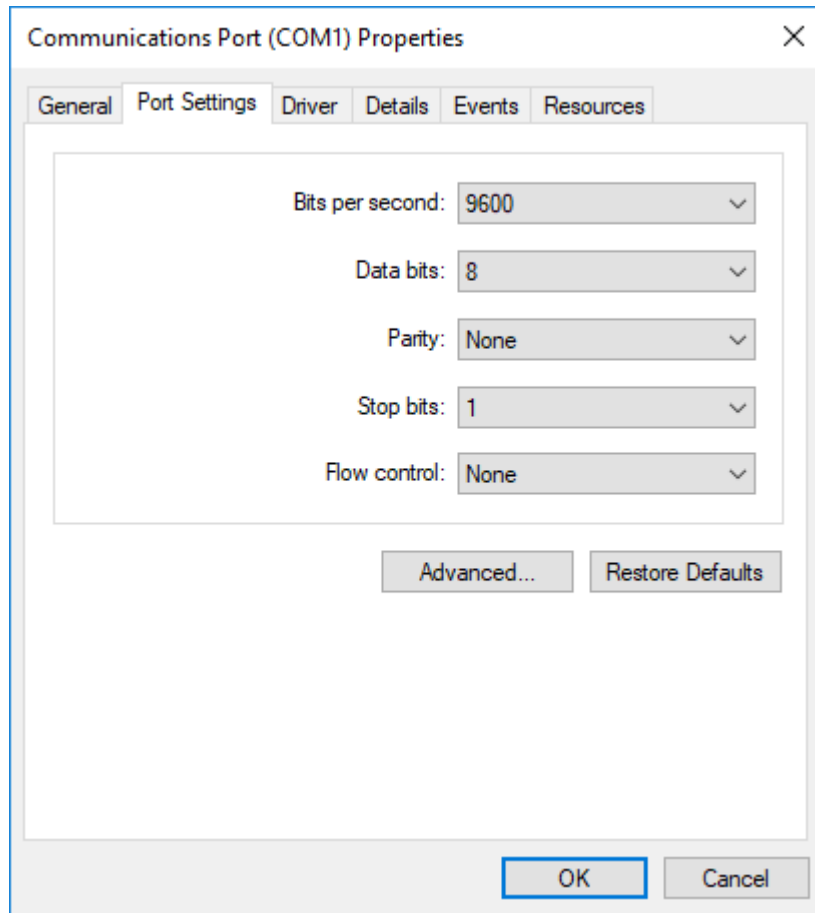 Communications Port (COM1) Properties
General Port Settings Driver Details Events Resources
Bits per second: 9600
Data bits: 8
Parity: None
Stop bits: 1
Flow control: None
Advanced... Restore Defaults
OK Cancel